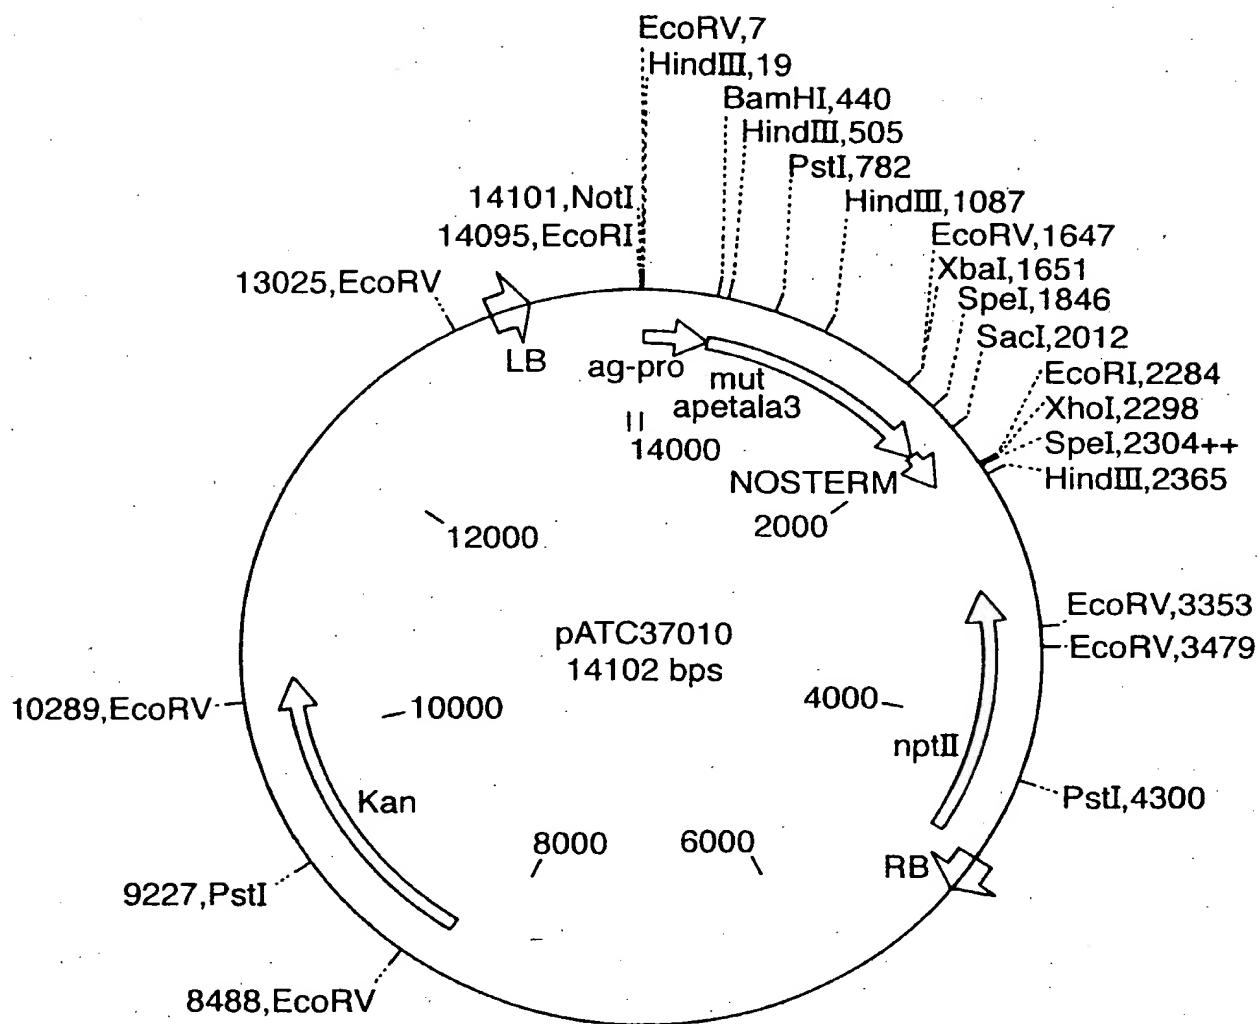 EcoRV,7
HindIII,19
BamHI,440
HindIII,505
PstI,782
14101,NotI
HindIII,1087
14095,EcoRI
EcoRV,1647
XbaI,1651
13025,EcoRV
SpeI,1846
SacI,2012
LB
ag-pro
mut
apetala3
EcoRI,2284
XhoI,2298
14000
SpeI,2304++
NOSTERM
HindIII,2365
12000
2000
EcoRV,3353
pATC37010
14102 bps
EcoRV,3479
10289,EcoRV
10000
4000
nptII
Kan
PstI,4300
8000
6000
RB
9227,PstI
8488,EcoRV